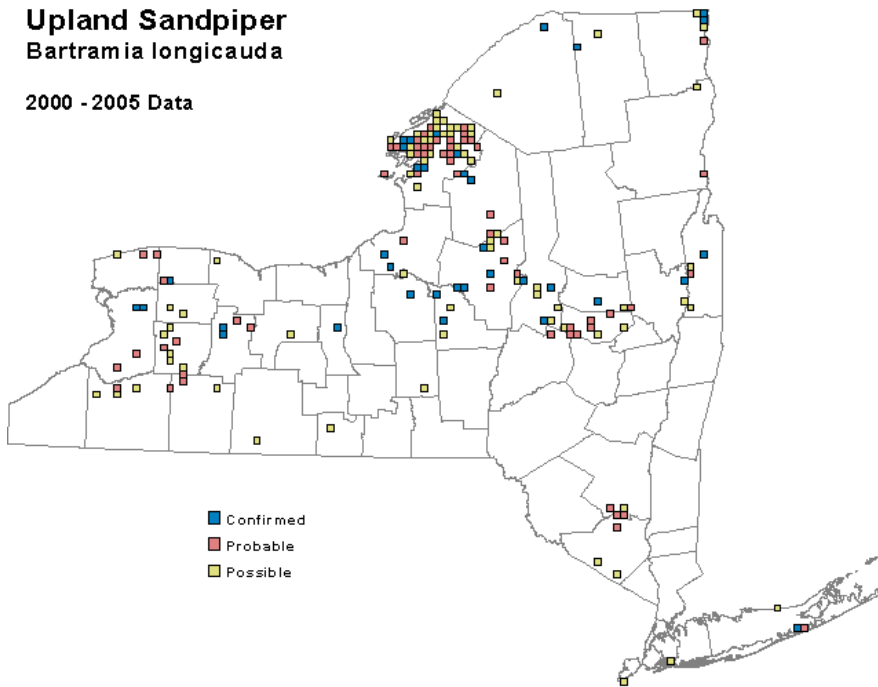 Upland Sandpiper
Bartramia longicauda
2000 - 2005 Data
Confirmed
Probable
Possible